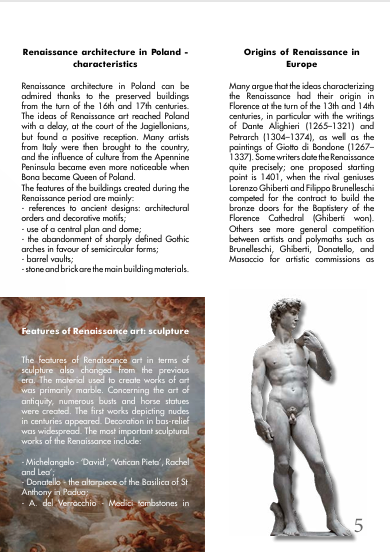 Renaissance architecture in Poland -
characteristics
Renaissance architecture in Poland can be
admired thanks to the preserved buildings
from the turn of the 16th and 17th centuries.
The ideas of Renaissance art reached Poland
with a delay, at the court of the Jagiellonians,
but found a positive reception. Many artists
from Italy were then brought to the country,
and the influence of culture from the Apennine
Peninsula became even more noticeable when
Bona became Queen of Poland.
The features of the buildings created during the
Renaissance period are mainly:
- references to ancient designs: architectural
orders and decorative motifs;
- use of a central plan and dome;
- the abandonment of sharply defined Gothic
arches in favour of semicircular forms;
- barrel vaults;
- stone and brick are the main building materials.
Features of Renaissance art: sculpture
The features of Renaissance art in terms of
sculpture also changed from the previous
era. The material used to create works of art
was primarily marble. Concerning the art of
antiquity, numerous busts and horse statues
were created. The first works depicting nudes
in centuries appeared. Decoration in bas-relief
was widespread. The most important sculptural
works of the Renaissance include:
- Michelangelo - 'David', 'Vatican Pieta', Rachel
and Lea';
- Donatello - the altarpiece of the Basilica of St
Anthony in Padua;
- A. del Verrocchio - Medici tombstones in
Origins of Renaissance in
Europe
Many argue that the ideas characterizing
the Renaissance had their origin in
Florence at the turn of the 13th and 14th
centuries, in particular with the writings
of Dante Alighieri (1265–1321) and
Petrarch (1304–1374), as well as the
paintings of Giotto di Bondone (1267–
1337). Some writers date the Renaissance
quite precisely; one proposed starting
point is 1401, when the rival geniuses
Lorenzo Ghiberti and Filippo Brunelleschi
competed for the contract to build the
bronze doors for the Baptistery of the
Florence Cathedral (Ghiberti won).
Others see more general competition
between artists and polymaths such as
Brunelleschi, Ghiberti, Donatello, and
Masaccio for artistic commissions as
5